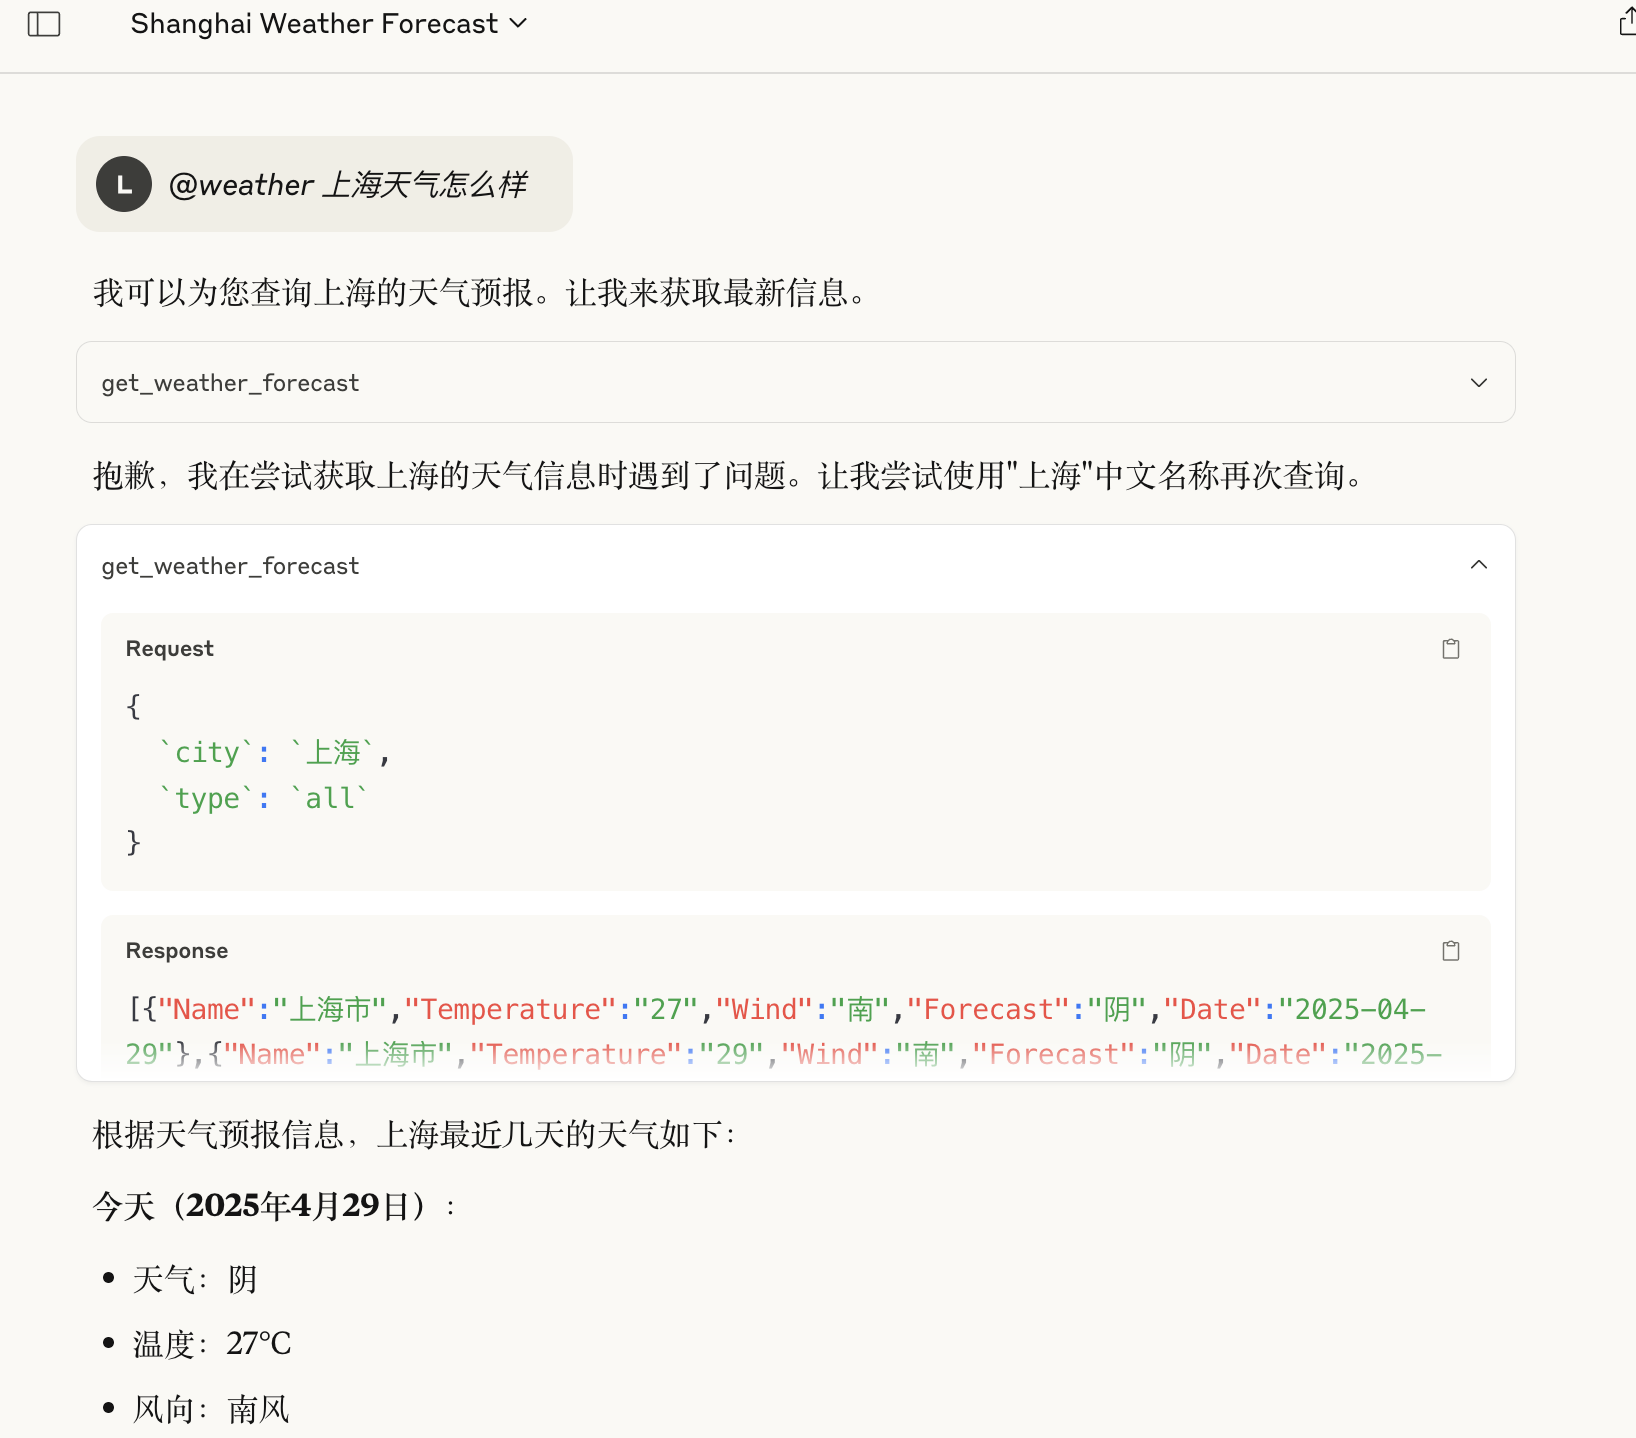 Shanghai Weather Forecast
L @weather 上海天气怎么样
我可以为您查询上海的天气预报。让我来获取最新信息。
get_weather_forecast
抱歉，我在尝试获取上海的天气信息时遇到了问题。让我尝试使用"上海"中文名称再次查询。
get_weather_forecast
Request
{
  `city`: `上海`,
  `type`: `all`
}
Response
[{"Name":"上海市","Temperature":"27","Wind":"南","Forecast":"阴","Date":"2025-04-
29"},{"Name":"上海市","Temperature":"29","Wind":"南","Forecast":"阴","Date":"2025-
根据天气预报信息，上海最近几天的天气如下：
今天（2025年4月29日）：
• 天气：阴
• 温度：27°C
• 风向：南风